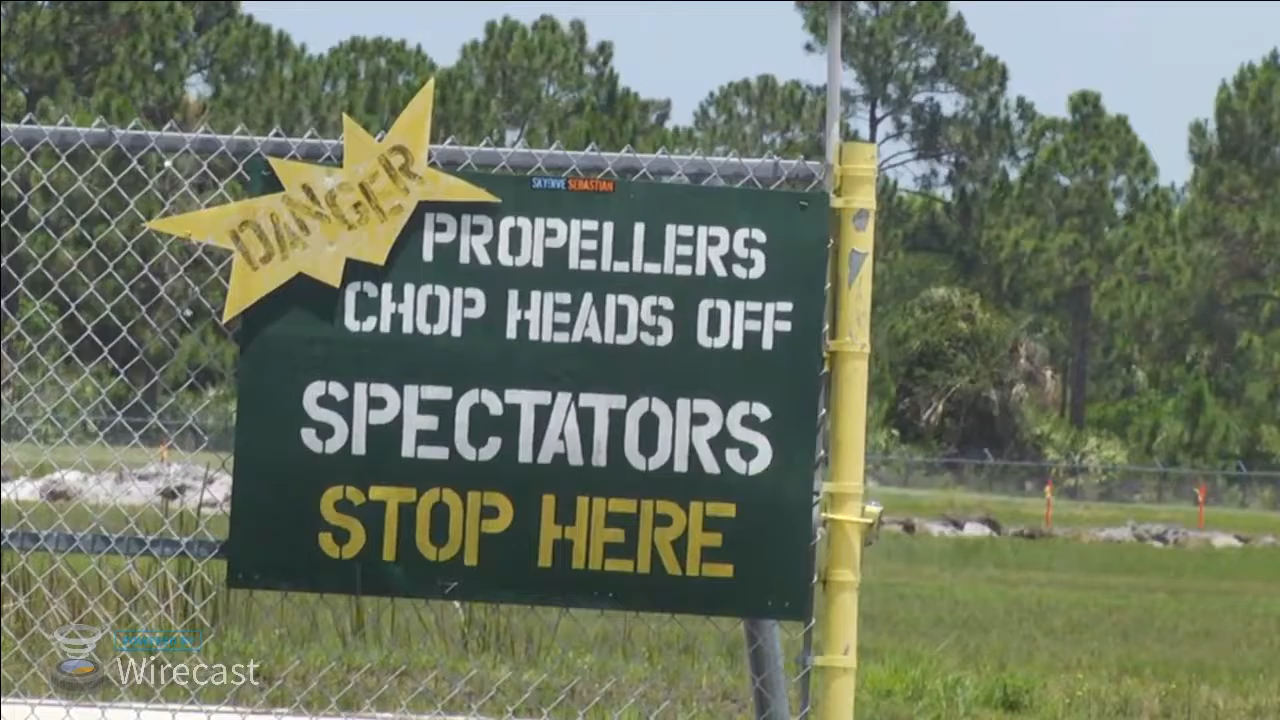 SKYDIVE SEBASTIAN
DANGER
PROPELLERS
CHOP HEADS OFF
SPECTATORS
STOP HERE
Wirecast